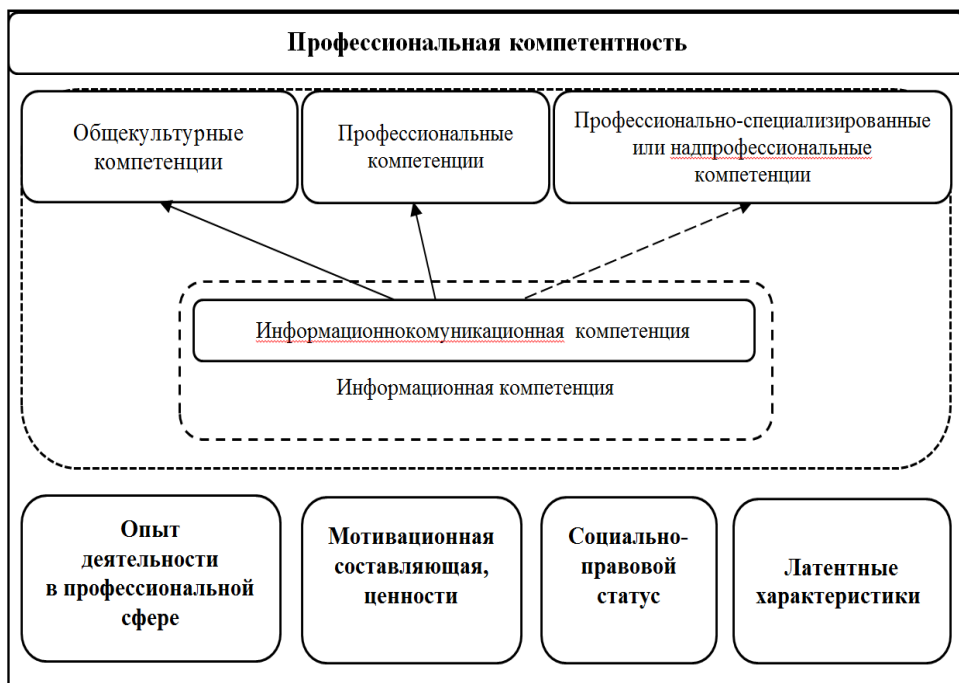 Профессиональная компетентность
Общекультурные
компетенции
Профессиональные
компетенции
Профессионально-специализированные
или надпрофессиональные
компетенции
Информационнокомуникационная компетенция
Информационная компетенция
Опыт
деятельности
в профессиональной
сфере
Мотивационная
составляющая,
ценности
Социально-
правовой
статус
Латентные
характеристики